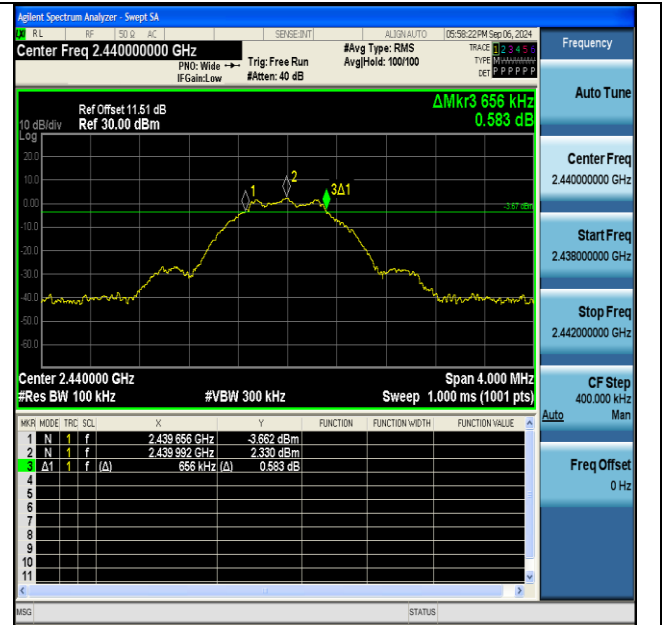 Agilent Spectrum Analyzer - Swept SA
LXI RL RF 50 Ω AC SENSE:INT ALIGN AUTO 05:58:22 PM Sep 06, 2024
Center Freq 2.440000000 GHz #Avg Type: RMS TRACE 1 2 3 4 5 6
PNO: Wide Trig: Free Run Avg|Hold: 100/100 TYPE M
IFGain:Low #Atten: 40 dB DET P P P P P P
ΔMkr3 656 kHz
0.583 dB
Ref Offset 11.51 dB
10 dB/div Ref 30.00 dBm
Log
20.0
10.0
0.00
-10.0
-20.0
-30.0
-40.0
-50.0
-60.0
1
2
3Δ1
-3.67 dBm
Center 2.44000 GHz Span 4.000 MHz
#Res BW 100 kHz #VBW 300 kHz Sweep 1.000 ms (1001 pts)
MKR MODE TRC SCL X Y FUNCTION FUNCTION WIDTH FUNCTION VALUE
1 N 1 f 2.439 656 GHz -3.662 dBm
2 N 1 f 2.439 992 GHz 2.330 dBm
3 Δ1 1 f (Δ) 656 kHz (Δ) 0.583 dB
4
5
6
7
8
9
10
11
MSG STATUS
Frequency
Auto Tune
Center Freq
2.440000000 GHz
Start Freq
2.438000000 GHz
Stop Freq
2.442000000 GHz
CF Step
400.000 kHz
Auto Man
Freq Offset
0 Hz